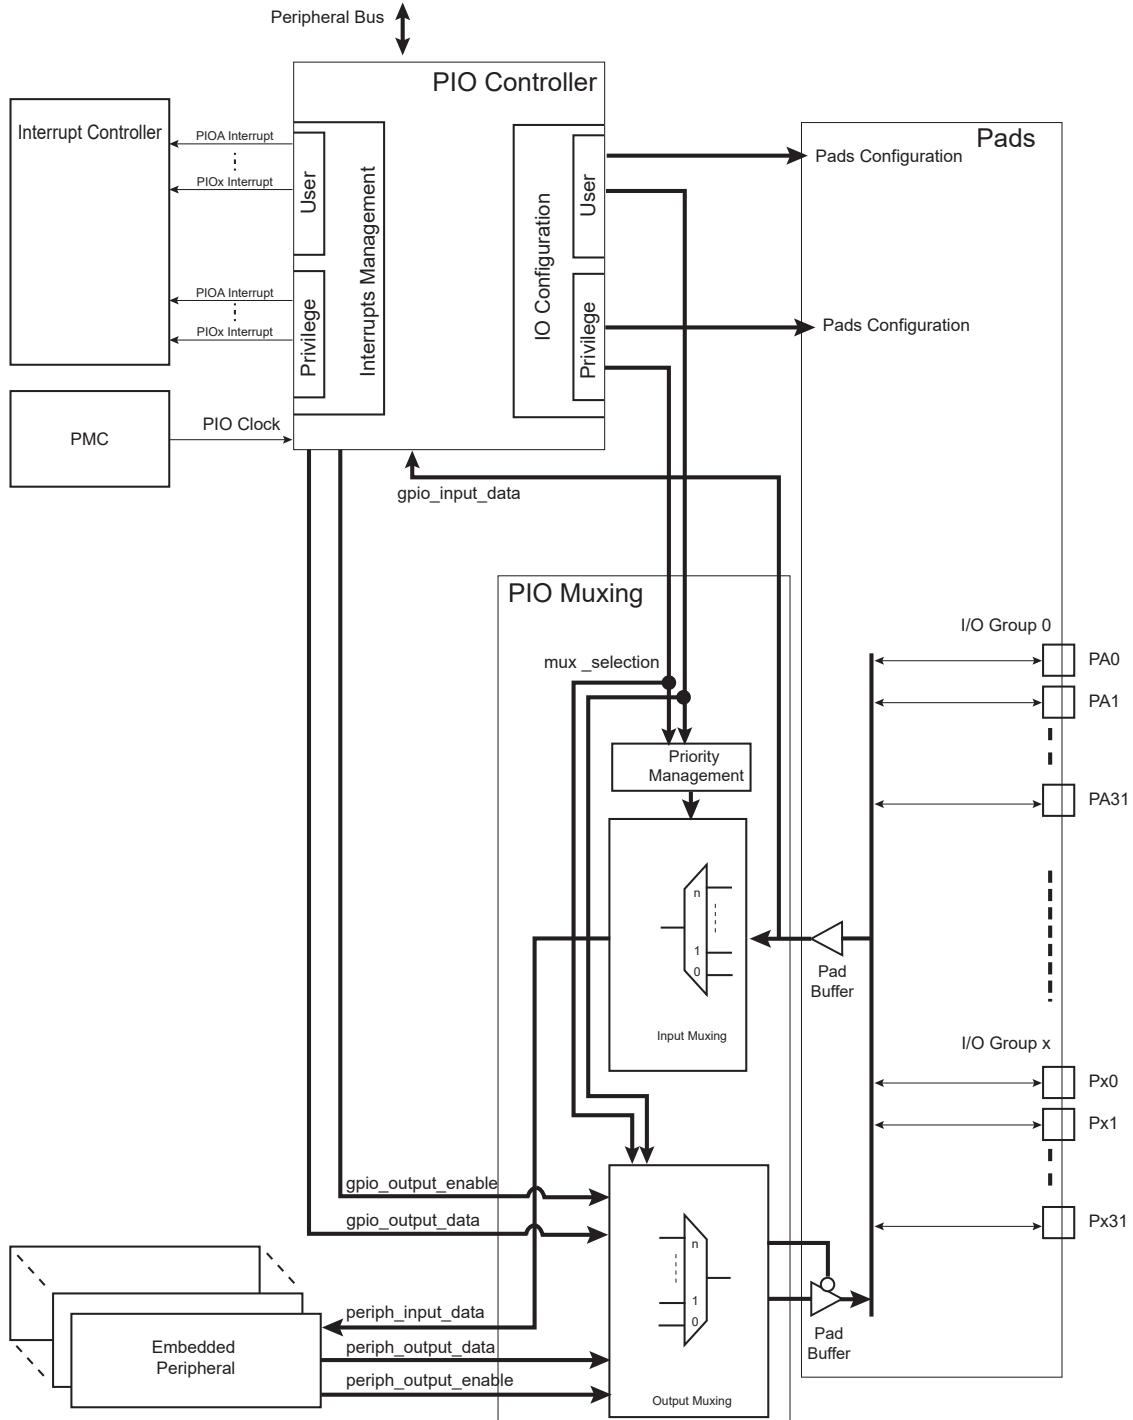 Peripheral Bus
PIO Controller
Interrupt Controller
PIOA Interrupt
PIOx Interrupt
PIOA Interrupt
PIOx Interrupt
User
Privilege
Interrupts Management
IO Configuration
User
Privilege
Pads
Pads Configuration
Pads Configuration
PMC
PIO Clock
gpio_input_data
PIO Muxing
mux _selection
Priority
Management
n
1
0
Input Muxing
Pad
Buffer
I/O Group 0
PA0
PA1
PA31
I/O Group x
Px0
Px1
Px31
gpio_output_enable
gpio_output_data
periph_input_data
periph_output_data
periph_output_enable
Embedded
Peripheral
n
1
0
Output Muxing
Pad
Buffer